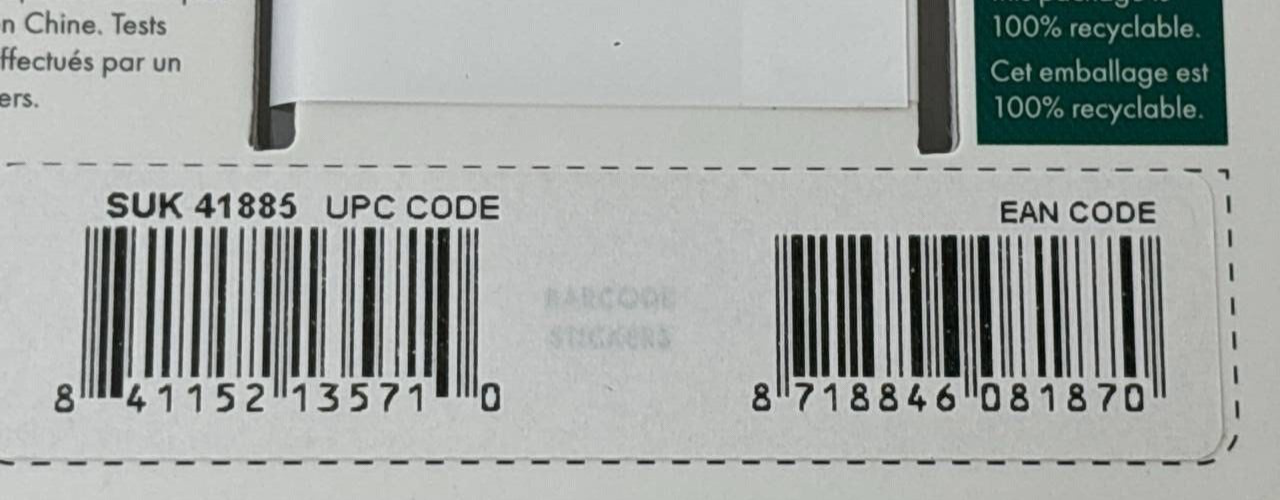 n Chine. Tests
ffectués par un
ers.
100% recyclable.
Cet emballage est
100% recyclable.
SUK 41885 UPC CODE
8 41152 13571 0
BARCODE
STICKERS
EAN CODE
8 718846 081870